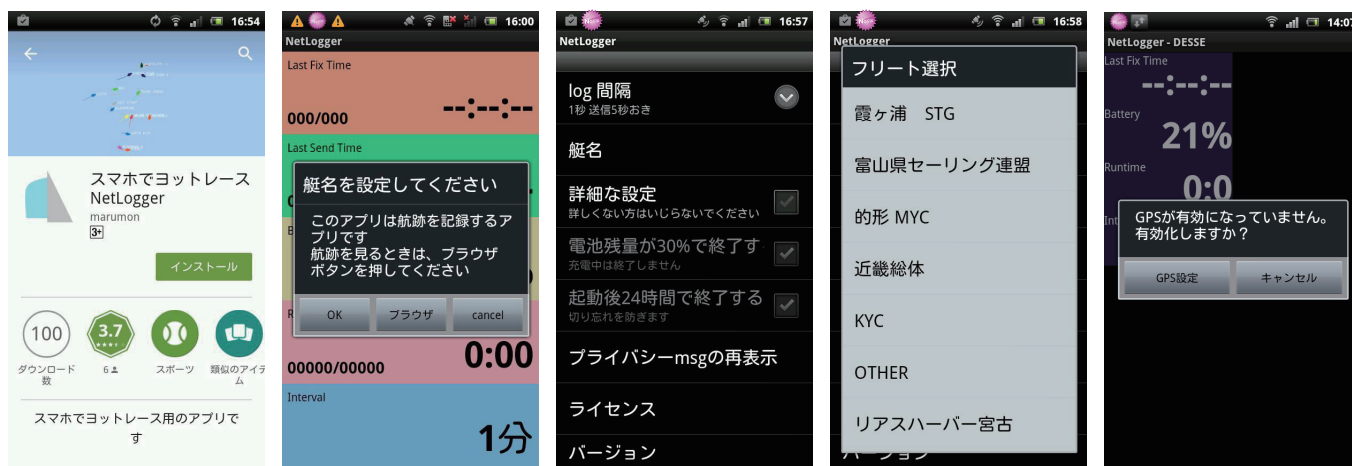 16:54
スマホでヨットレース
NetLogger
marumon
3+
インストール
100
3.7
ダウンロード
数
6
スポーツ
類似のアイテ
ム
スマホでヨットレース用のアプリで
す
16:00
NetLogger
Last Fix Time
000/000
--:--:--
Last Send Time
艇名を設定してください
このアプリは航跡を記録するア
プリです
航跡を見るときは、ブラウザ
ボタンを押してください
OK
ブラウザ
cancel
00000/00000
0:00
Interval
1分
16:57
NetLogger
log 間隔
1秒 送信5秒おき
艇名
詳細な設定
詳しくない方はいじらないでください
電池残量が30%で終了す
充電中は終了しません
起動後24時間で終了する
切り忘れを防ぎます
プライバシーmsgの再表示
ライセンス
バージョン
16:58
NetLogger
フリート選択
霞ヶ浦 STG
富山県セーリング連盟
的形 MYC
近畿総体
KYC
OTHER
リアスハーバー宮古
バージョン
14:07
NetLogger - DESSE
Last Fix Time
--:--:--
Battery
21%
Runtime
0:0
Int
GPSが有効になっていません。
有効化しますか？
GPS設定
キャンセル